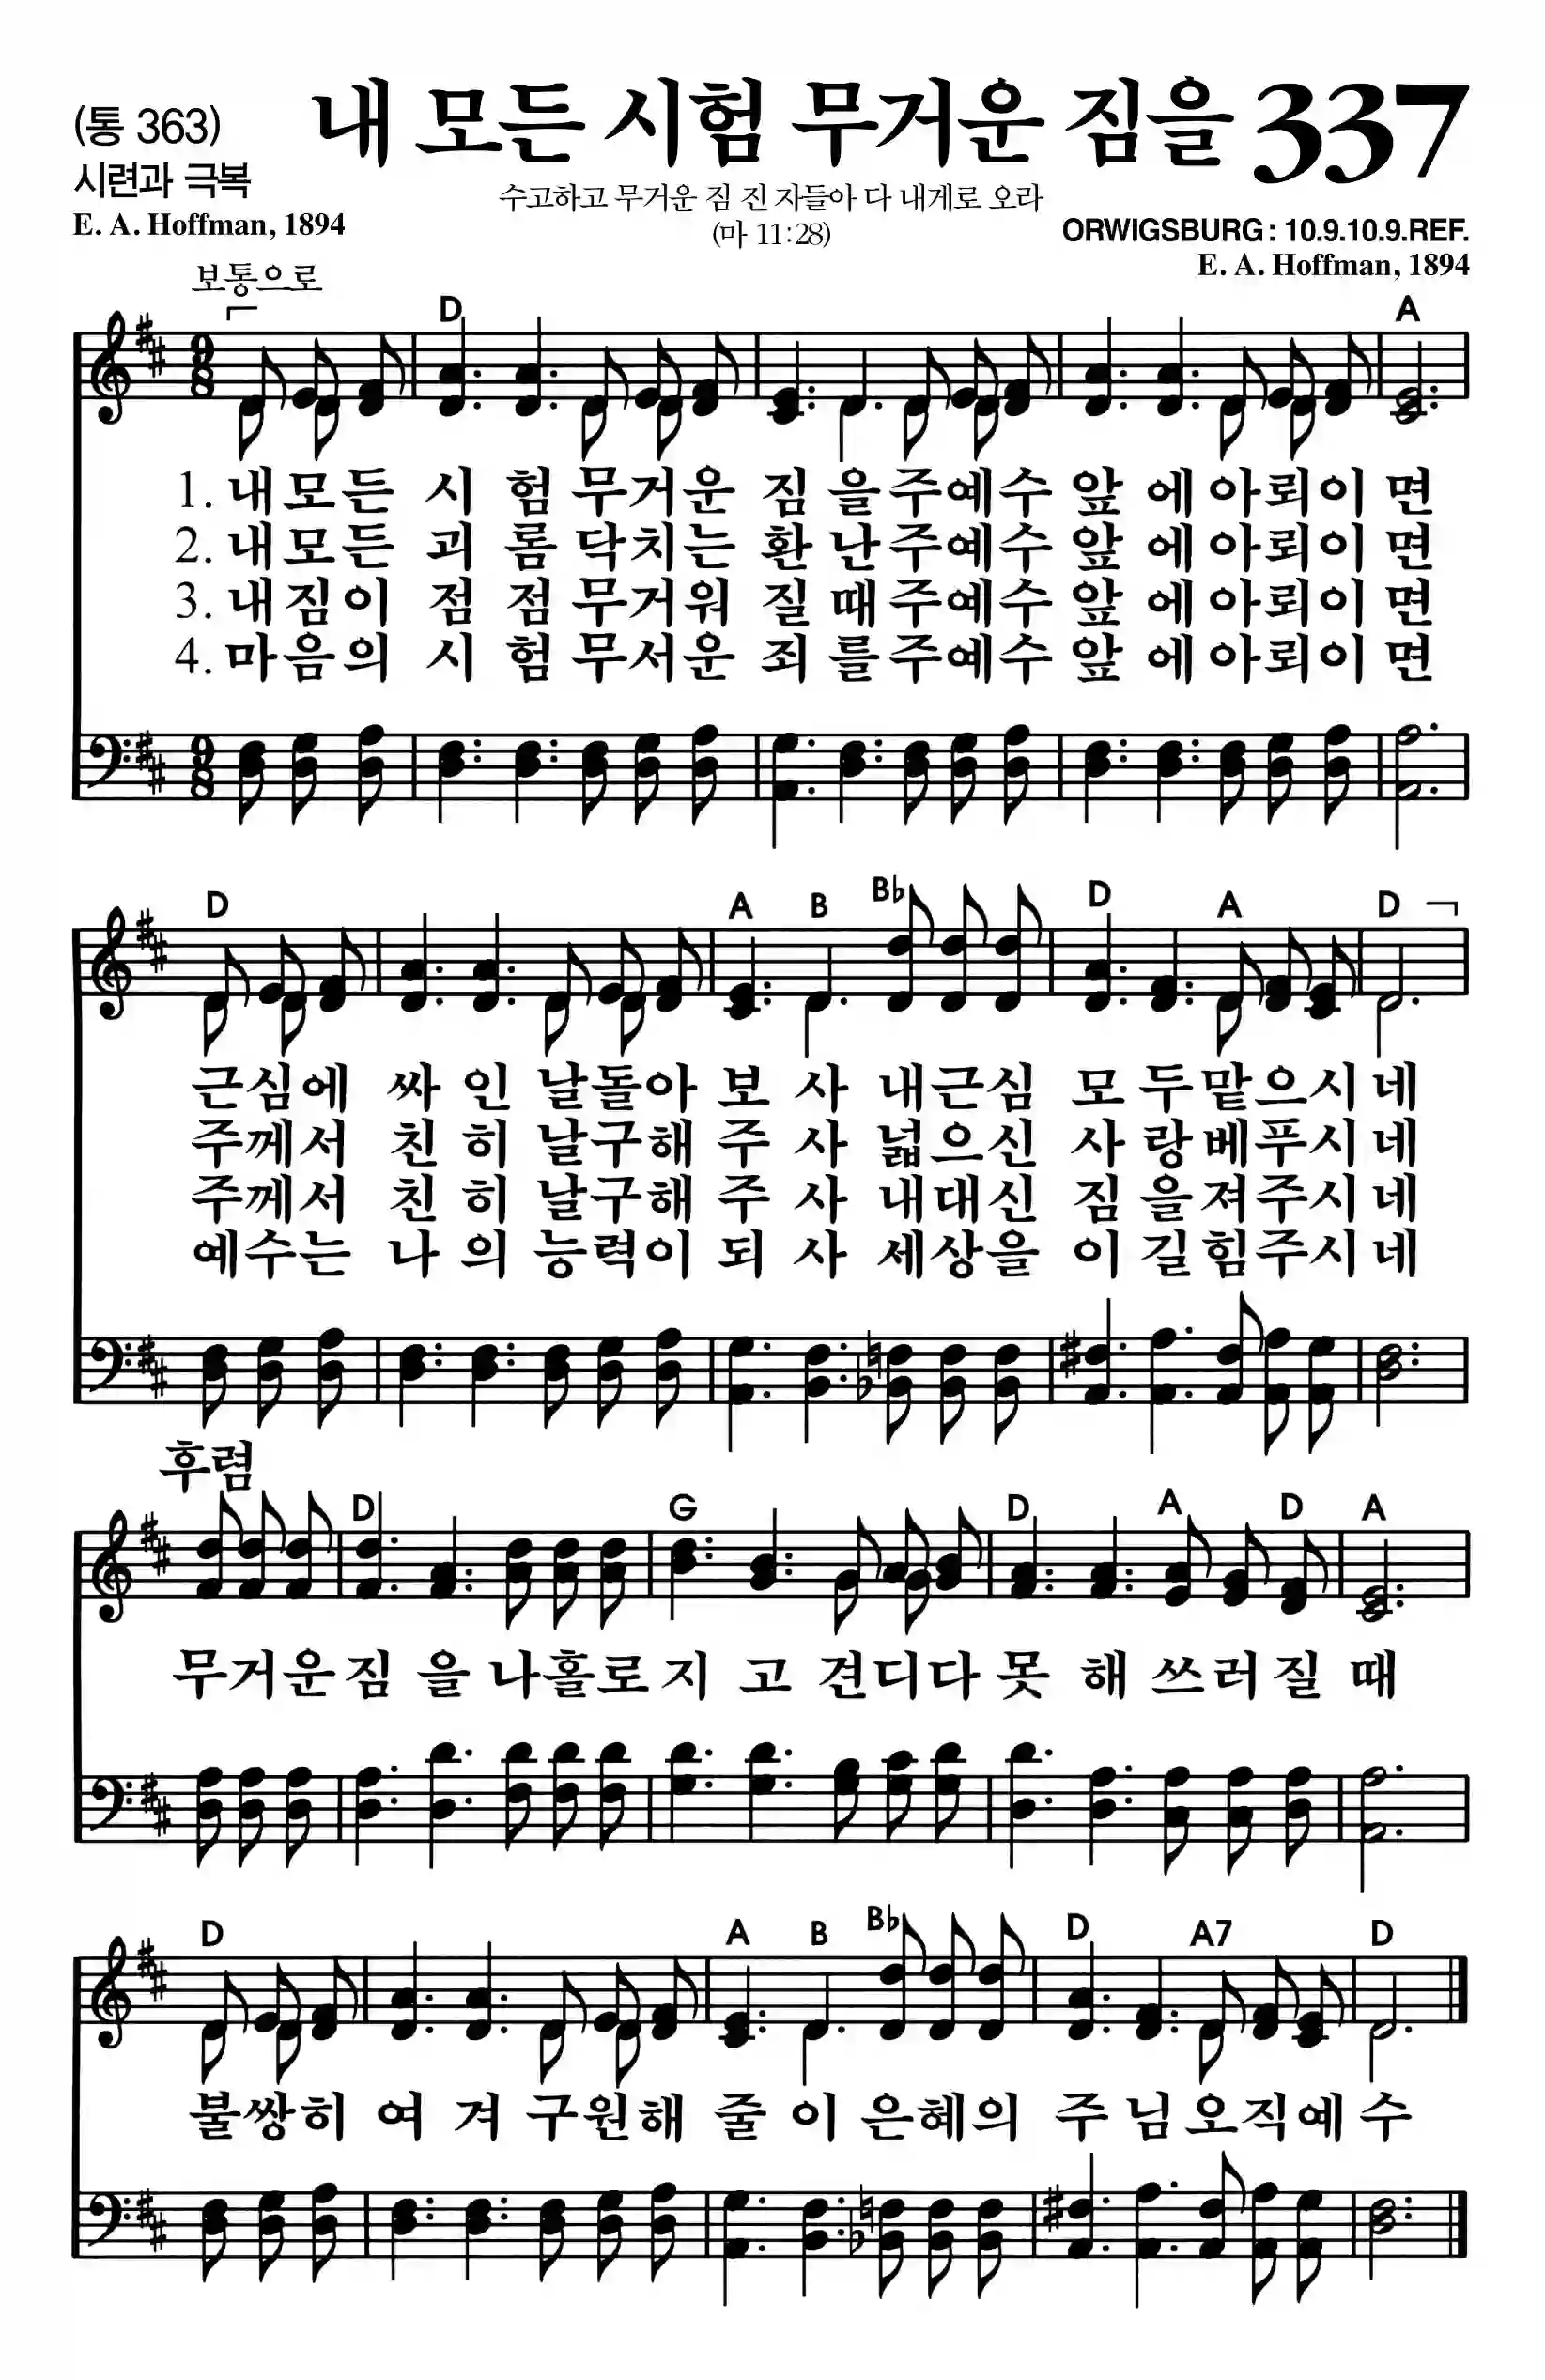 (통 363) 내 모든 시험 무거운 짐을 337
시련과 극복
수고하고 무거운 짐 진 자들아 다 내게로 오라
E. A. Hoffman, 1894
(마 11:28)
ORWIGSBURG : 10.9.10.9.REF.
E. A. Hoffman, 1894
보통으로
D A
9 8
1. 내모든 시 험 무거운 짐 을주예수 앞 에아뢰이 면
2. 내모든 괴 롬 닥치는 환 난주예수 앞 에아뢰이 면
3. 내짐이 점 점 무거워 질 때주예수 앞 에아뢰이 면
4. 마음의 시 험 무서운 죄 를주예수 앞 에아뢰이 면
9 8
D A B B♭ D A D
근심에 싸 인 날돌아 보 사 내근심 모 두맡으시네
주께서 친 히 날구해 주 사 넓으신 사 랑베푸시네
주께서 친 히 날구해 주 사 내대신 짐 을져주시네
예수는 나 의 능력이 되 사 세상을 이 길힘주시네
후렴
D G D A D A
무거운짐 을 나홀로 지 고 견디다 못 해 쓰러질 때
D A B B♭ D A7 D
불쌍히 여 겨 구원해 줄 이 은혜의 주 님오직예 수